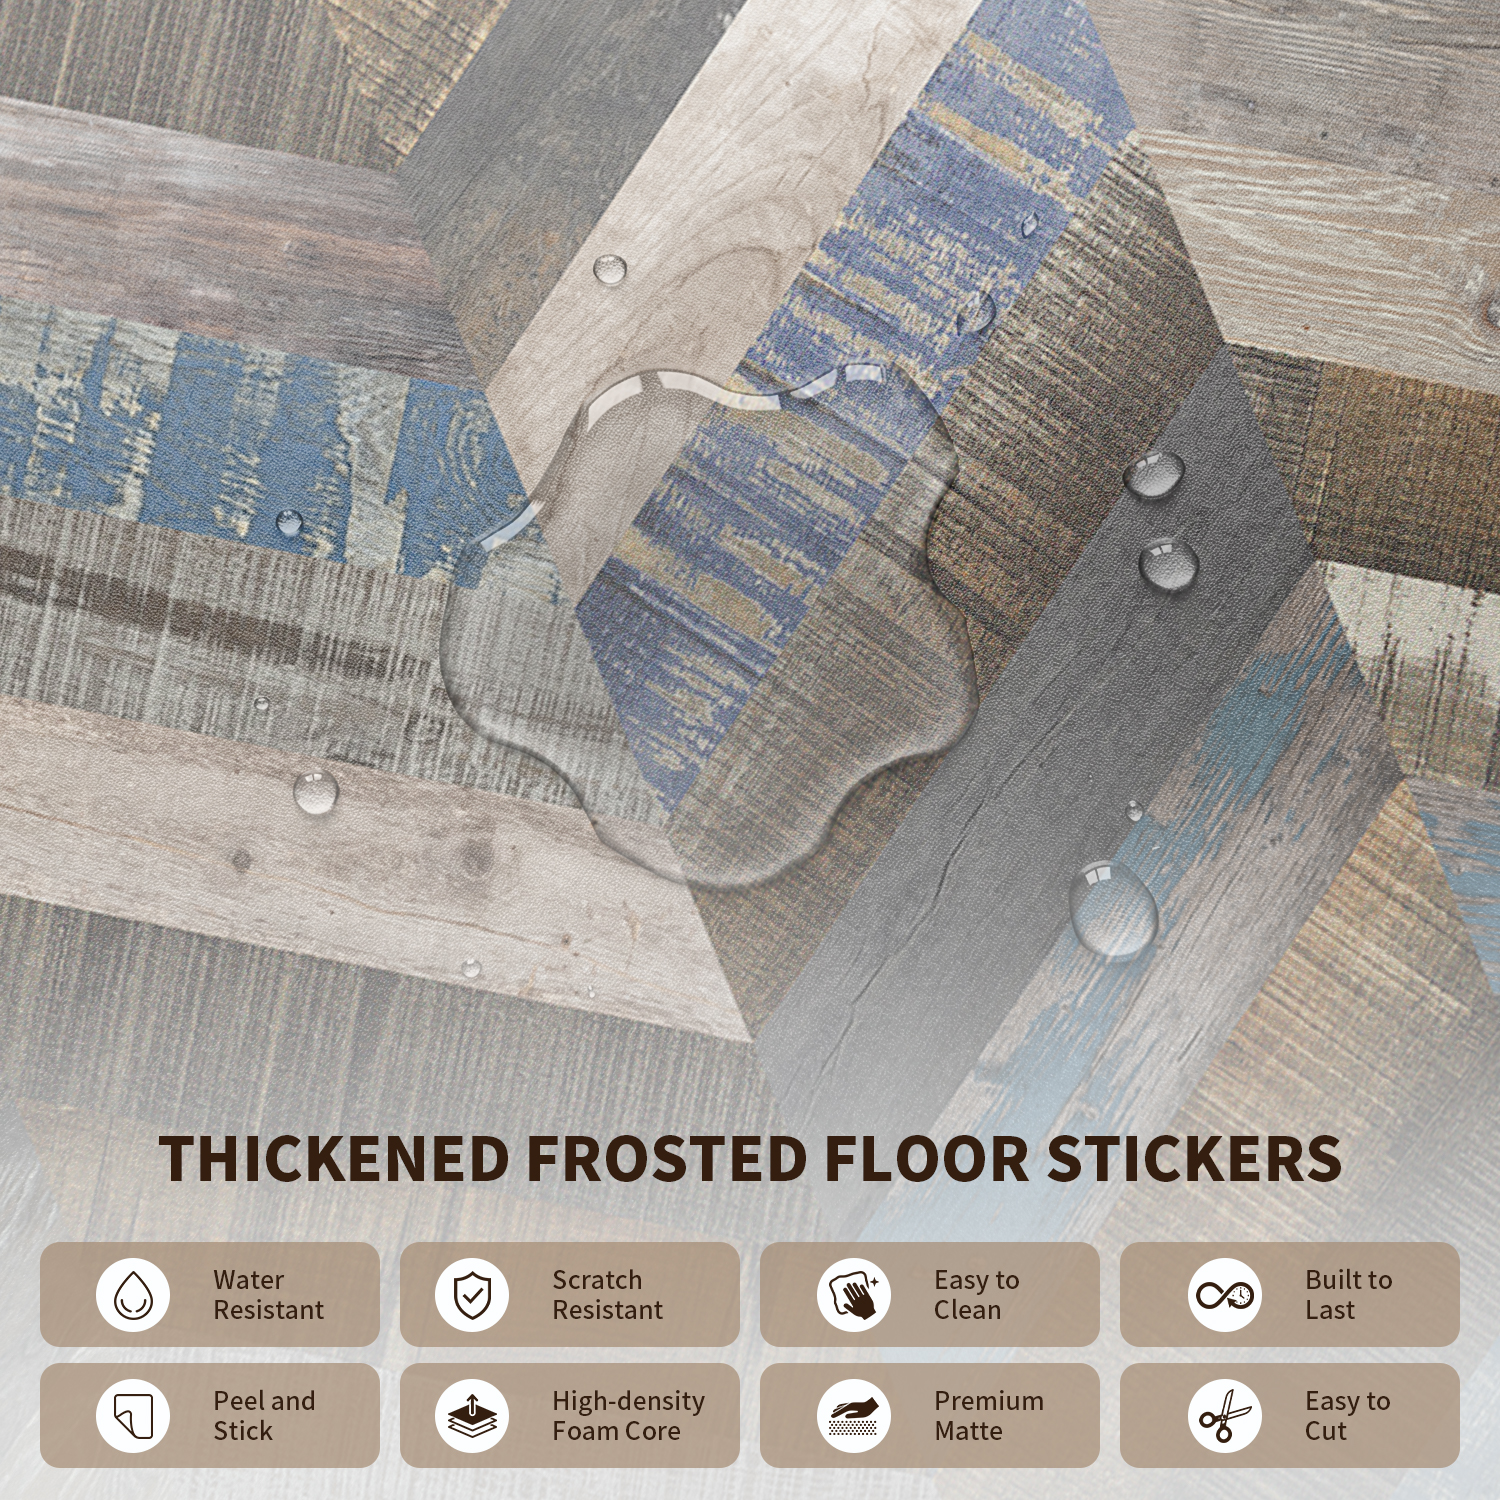 THICKENED FROSTED FLOOR STICKERS
Water
Resistant
Scratch
Resistant
Easy to
Clean
Built to
Last
Peel and
Stick
High-density
Foam Core
Premium
Matte
Easy to
Cut